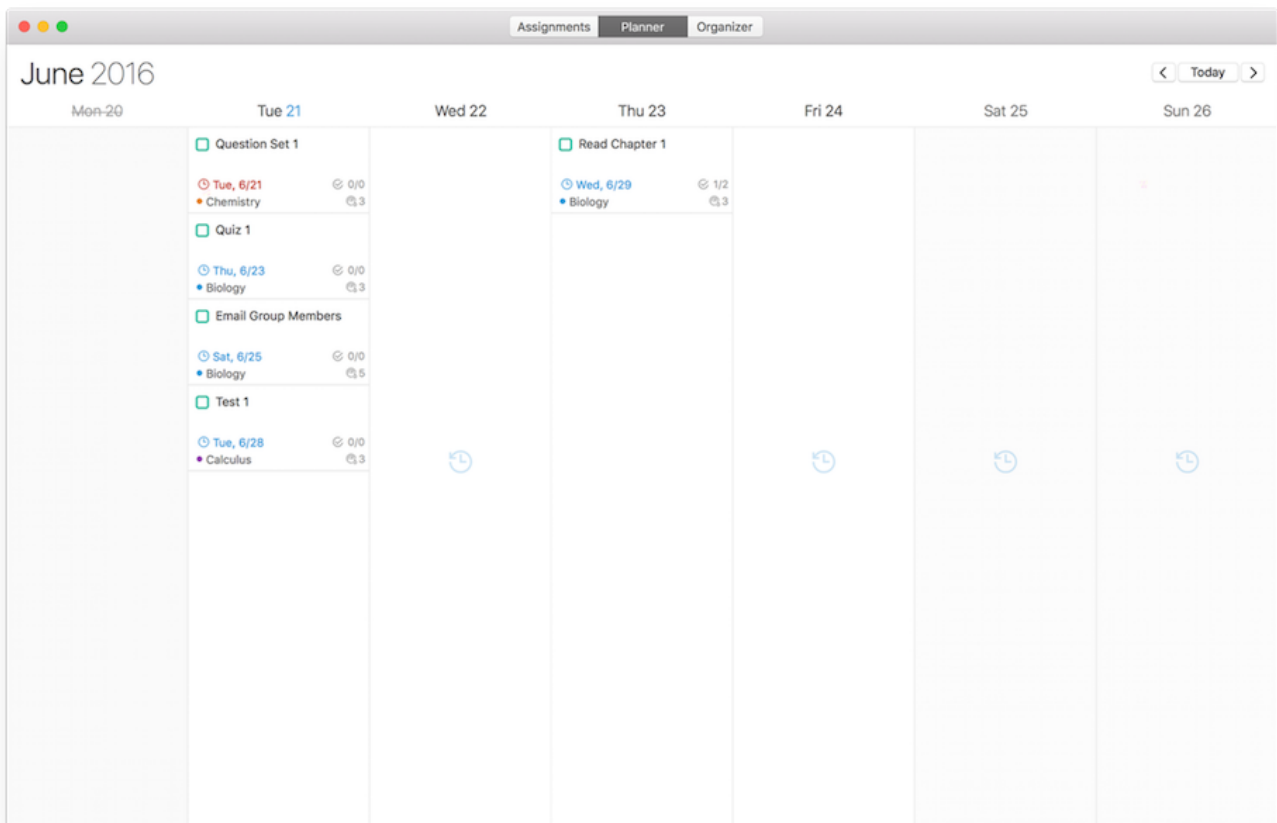 Assignments Planner Organizer
June 2016
Today
Mon 20 Tue 21 Wed 22 Thu 23 Fri 24 Sat 25 Sun 26
Question Set 1
Tue, 6/21 0/0
Chemistry 3
Quiz 1
Thu, 6/23 0/0
Biology 3
Email Group Members
Sat, 6/25 0/0
Biology 5
Test 1
Tue, 6/28 0/0
Calculus 3
Read Chapter 1
Wed, 6/29 1/2
Biology 3